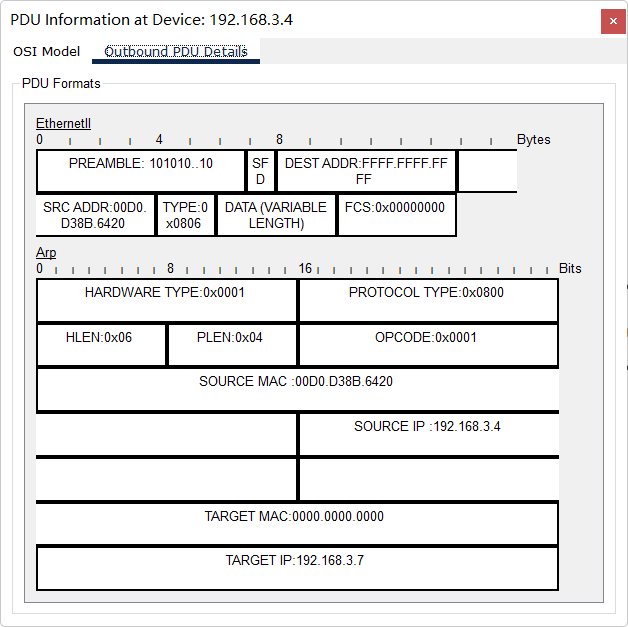 PDU Information at Device: 192.168.3.4
OSI Model
Outbound PDU Details
PDU Formats
EthernetII
0 4 8 Bytes
PREAMBLE: 101010..10
SF
D
DEST ADDR:FFFF.FFFF.FF
FF
SRC ADDR:00D0.
D38B.6420
TYPE:0
x0806
DATA (VARIABLE
LENGTH)
FCS:0x00000000
Arp
0 8 16 Bits
HARDWARE TYPE:0x0001
PROTOCOL TYPE:0x0800
HLEN:0x06
PLEN:0x04
OPCODE:0x0001
SOURCE MAC :00D0.D38B.6420
SOURCE IP :192.168.3.4
TARGET MAC:0000.0000.0000
TARGET IP:192.168.3.7